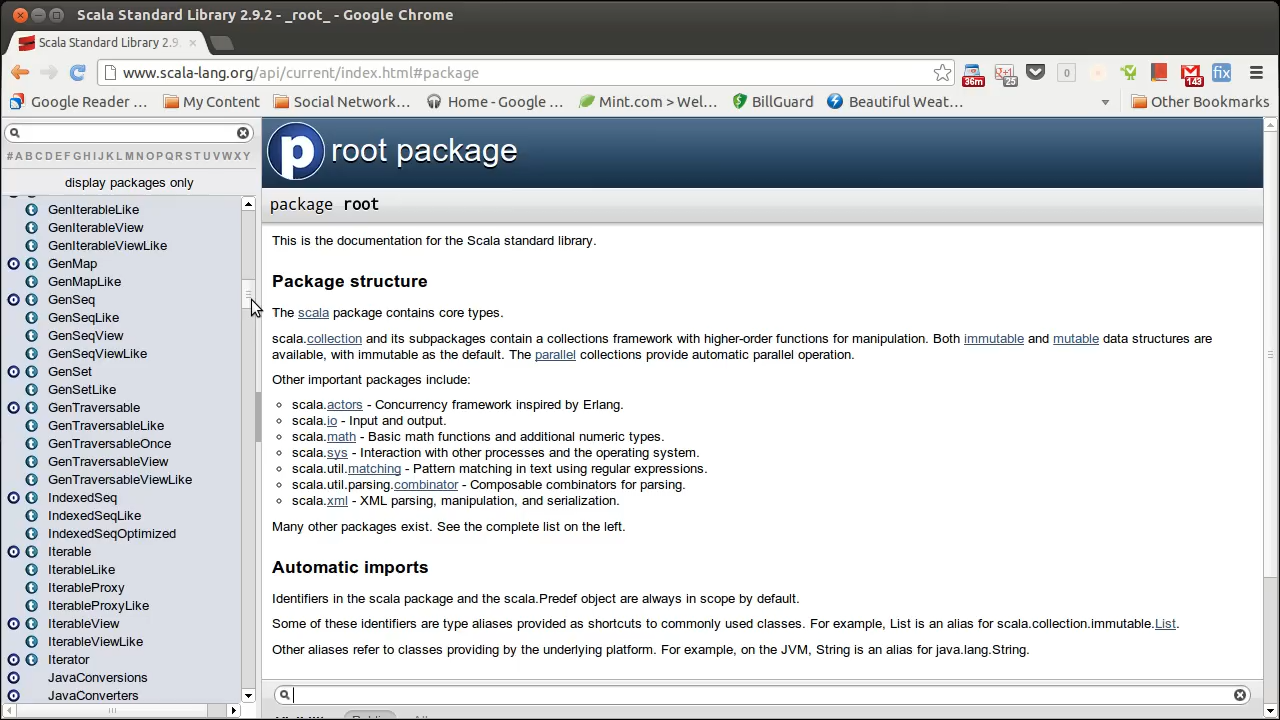 Scala Standard Library 2.9.2 - _root_ - Google Chrome
Scala Standard Library 2.9.
www.scala-lang.org/api/current/index.html#package
36m
25
0
143
fix
Google Reader ...
My Content
Social Network...
Home - Google ...
Mint.com > Wel...
BillGuard
Beautiful Weat...
Other Bookmarks
#ABCDEFGHIJKLMNOPQRSTUVWXY
display packages only
GenIterableLike
GenIterableView
GenIterableViewLike
GenMap
GenMapLike
GenSeq
GenSeqLike
GenSeqView
GenSeqViewLike
GenSet
GenSetLike
GenTraversable
GenTraversableLike
GenTraversableOnce
GenTraversableView
GenTraversableViewLike
IndexedSeq
IndexedSeqLike
IndexedSeqOptimized
Iterable
IterableLike
IterableProxy
IterableProxyLike
IterableView
IterableViewLike
Iterator
JavaConversions
JavaConverters
p root package
package root
This is the documentation for the Scala standard library.
Package structure
The scala package contains core types.
scala.collection and its subpackages contain a collections framework with higher-order functions for manipulation. Both immutable and mutable data structures are
available, with immutable as the default. The parallel collections provide automatic parallel operation.
Other important packages include:
scala.actors - Concurrency framework inspired by Erlang.
scala.io - Input and output.
scala.math - Basic math functions and additional numeric types.
scala.sys - Interaction with other processes and the operating system.
scala.util.matching - Pattern matching in text using regular expressions.
scala.util.parsing.combinator - Composable combinators for parsing.
scala.xml - XML parsing, manipulation, and serialization.
Many other packages exist. See the complete list on the left.
Automatic imports
Identifiers in the scala package and the scala.Predef object are always in scope by default.
Some of these identifiers are type aliases provided as shortcuts to commonly used classes. For example, List is an alias for scala.collection.immutable.List.
Other aliases refer to classes providing by the underlying platform. For example, on the JVM, String is an alias for java.lang.String.